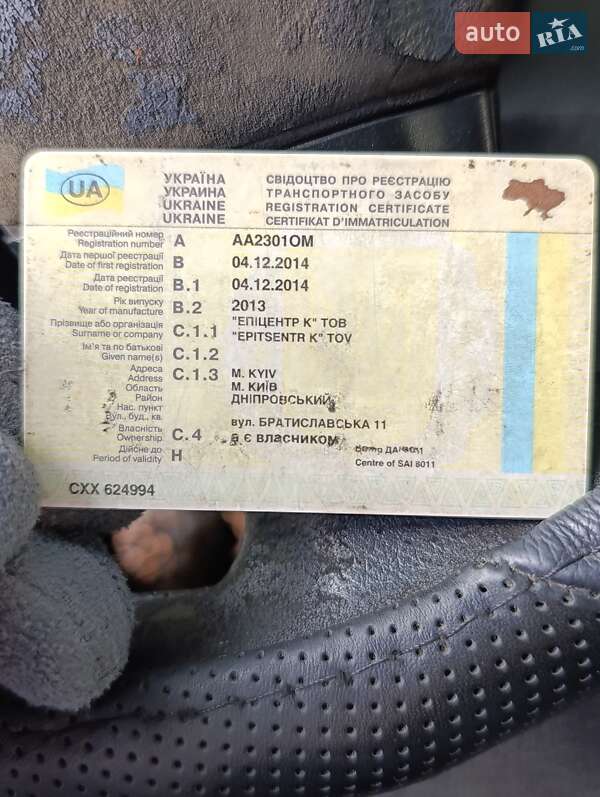 auto RIA.com
UA
УКРАЇНА
УКРАИНА
UKRAINE
UKRAINE
СВІДОЦТВО ПРО РЕЄСТРАЦІЮ
ТРАНСПОРТНОГО ЗАСОБУ
REGISTRATION CERTIFICATE
CERTIFIKAT D'IMMATRICULATION
Реєстраційний номер
Registration number A AA2301OM
Дата першої реєстрації
Date of first registration B 04.12.2014
Дата реєстрації
Date of registration B.1 04.12.2014
Рік випуску
Year of manufacture B.2 2013
Прізвище або організація
Surname or company C.1.1 "ЕПІЦЕНТР К" ТОВ
"EPITSENTR K" TOV
Ім'я та по батькові
Given name(s) C.1.2
Адреса
Address C.1.3 M. KYIV
Область М. КИЇВ
Район ДНІПРОВСЬКИЙ
Нас. пункт
Вул., буд., кв. вул. БРАТИСЛАВСЬКА 11
Власність
Ownership C.4 є власником
Дійсне до
Period of validity H
Centre of SAI 8011
СХХ 624994